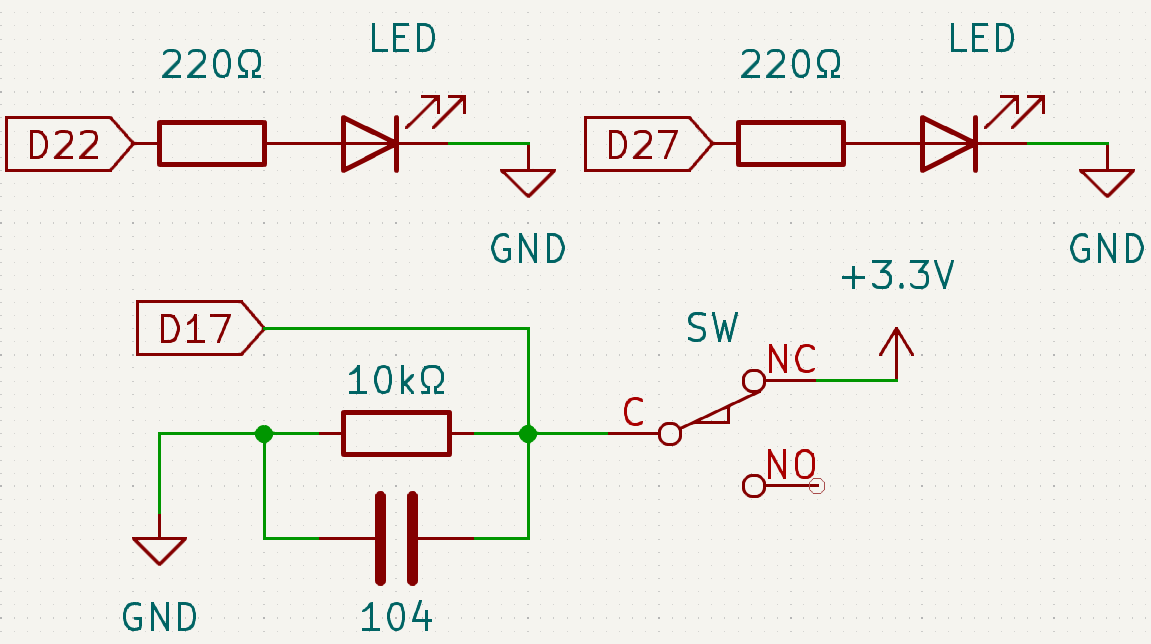 LED
LED
220Ω
220Ω
D22
D27
GND
GND
+3.3V
D17
SW
NC
10kΩ
C
NO
GND
104